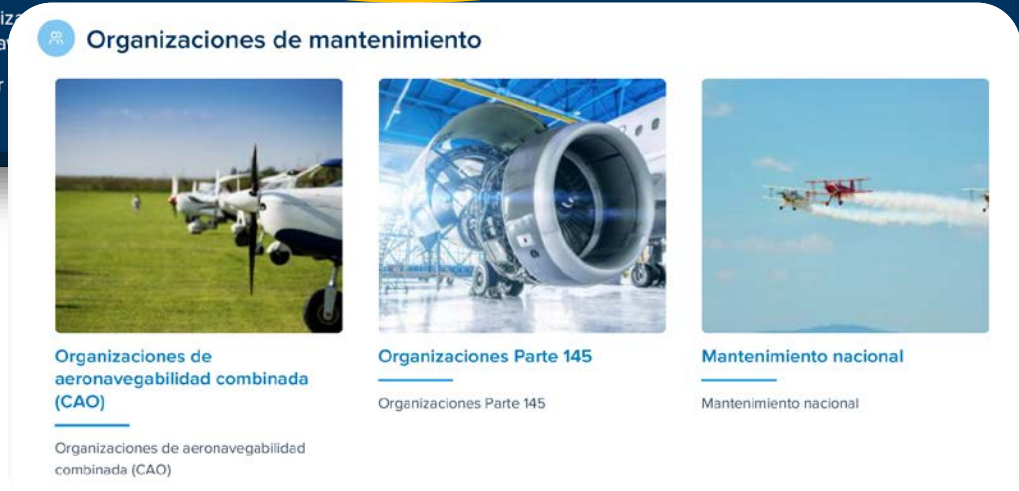 Organizaciones de mantenimiento
Organizaciones de
aeronavegabilidad combinada
(CAO)
Organizaciones de aeronavegabilidad
combinada (CAO)
Organizaciones Parte 145
Organizaciones Parte 145
Mantenimiento nacional
Mantenimiento nacional